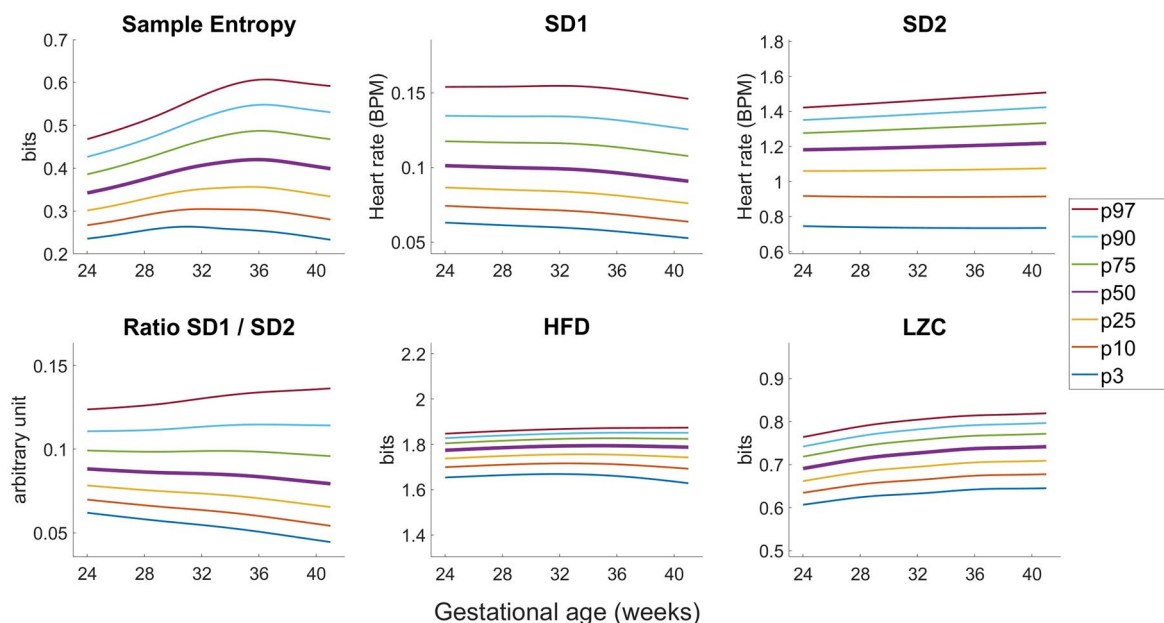 Sample Entropy
SD1
SD2
0.7
0.6
0.5
0.4
0.3
0.2
bits
24 28 32 36 40
0.15
0.1
0.05
Heart rate (BPM)
24 28 32 36 40
1.8
1.6
1.4
1.2
1
0.8
0.6
Heart rate (BPM)
24 28 32 36 40
p97
p90
p75
p50
p25
p10
p3
Ratio SD1 / SD2
HFD
LZC
0.15
0.1
0.05
arbitrary unit
24 28 32 36 40
2.2
2
1.8
1.6
1.4
bits
24 28 32 36 40
0.9
0.8
0.7
0.6
0.5
bits
24 28 32 36 40
Gestational age (weeks)